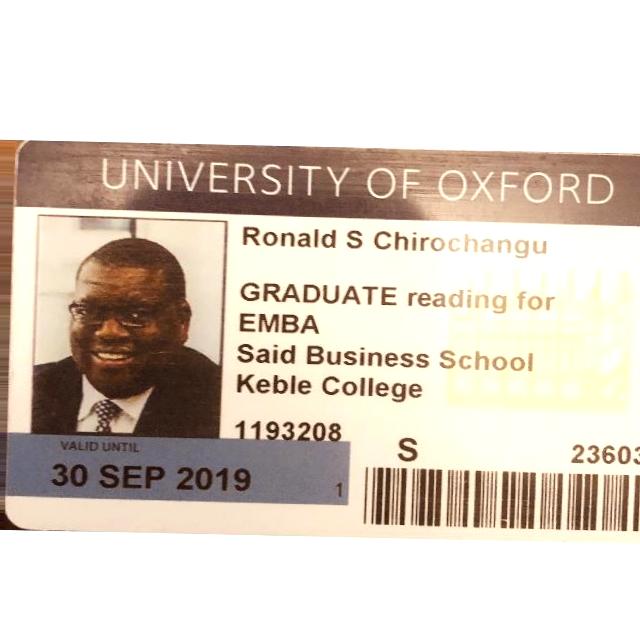 UNIVERSITY OF OXFORD
Ronald S Chirochangu
GRADUATE reading for
EMBA
Said Business School
Keble College
1193208
VALID UNTIL
30 SEP 2019
1
S
23603